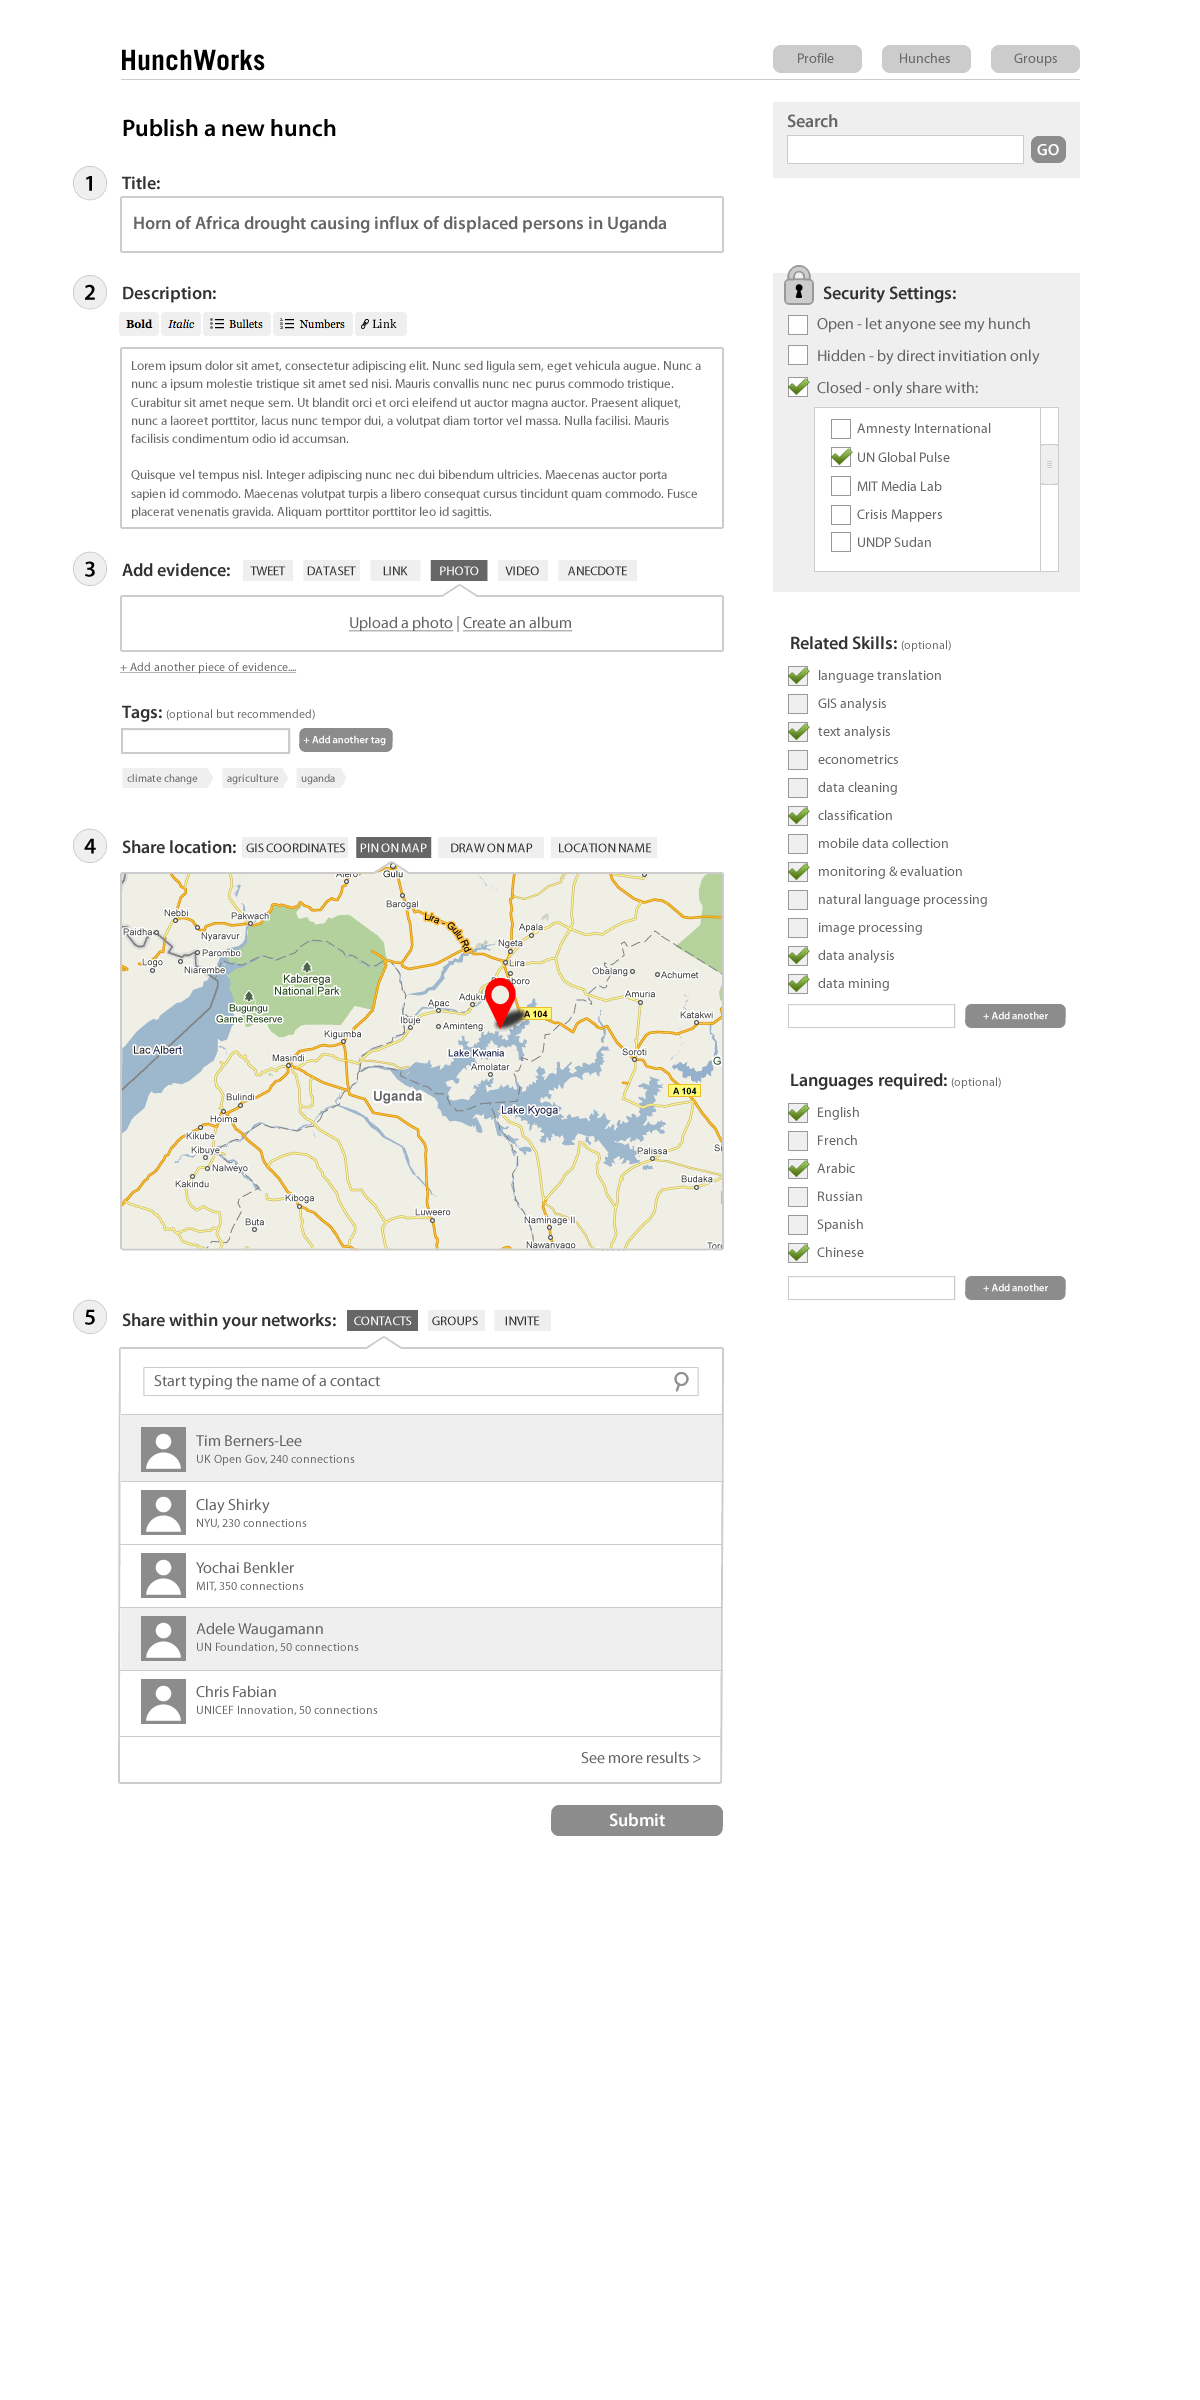 HunchWorks
Profile
Hunches
Groups
Publish a new hunch
Search
GO
1
Title:
Horn of Africa drought causing influx of displaced persons in Uganda
2
Description:
Bold
Italic
Bullets
Numbers
Link
Lorem ipsum dolor sit amet, consectetur adipiscing elit. Nunc sed ligula sem, eget vehicula augue. Nunc a
nunc a ipsum molestie tristique sit amet sed nisi. Mauris convallis nunc nec purus commodo tristique.
Curabitur sit amet neque sem. Ut blandit orci et orci eleifend ut auctor magna auctor. Praesent aliquet,
nunc a laoreet porttitor, lacus nunc tempor dui, a volutpat diam tortor vel massa. Nulla facilisi. Mauris
facilisis condimentum odio id accumsan.
Quisque vel tempus nisl. Integer adipiscing nunc nec dui bibendum ultricies. Maecenas auctor porta
sapien id commodo. Maecenas volutpat turpis a libero consequat cursus tincidunt quam commodo. Fusce
placerat venenatis gravida. Aliquam porttitor porttitor leo id sagittis.
3
Add evidence:
TWEET
DATASET
LINK
PHOTO
VIDEO
ANECDOTE
Upload a photo | Create an album
+ Add another piece of evidence....
Tags: (optional but recommended)
+ Add another tag
climate change
agriculture
uganda
4
Share location:
GIS COORDINATES
PIN ON MAP
DRAW ON MAP
LOCATION NAME
Gulu
Barogal
Lira - Gulu Rd
Nebbi
Pakwach
Paidha
Nyaravur
Parombo
Logo
Niarembe
Apala
Ngeta
Lira
Kabarega
National Park
Bugungu
Game Reserve
Obalang
Achumet
Amuria
Katakwi
Apac
Ibuje
Aminteng
A 104
Kigumba
Lac Albert
Masindi
Lake Kwania
Amolatar
Soroti
Uganda
A 104
Bulindi
Lake Kyoga
Hoima
Kikube
Kibuye
Nalweyo
Kakindu
Palissa
Budaka
Kiboga
Luweero
Buta
Naminage II
Nawanyago
5
Share within your networks:
CONTACTS
GROUPS
INVITE
Start typing the name of a contact
Tim Berners-Lee
UK Open Gov, 240 connections
Clay Shirky
NYU, 230 connections
Yochai Benkler
MIT, 350 connections
Adele Waugamann
UN Foundation, 50 connections
Chris Fabian
UNICEF Innovation, 50 connections
See more results >
Submit
Security Settings:
Open - let anyone see my hunch
Hidden - by direct invitiation only
Closed - only share with:
Amnesty International
UN Global Pulse
MIT Media Lab
Crisis Mappers
UNDP Sudan
Related Skills: (optional)
language translation
GIS analysis
text analysis
econometrics
data cleaning
classification
mobile data collection
monitoring & evaluation
natural language processing
image processing
data analysis
data mining
+ Add another
Languages required: (optional)
English
French
Arabic
Russian
Spanish
Chinese
+ Add another